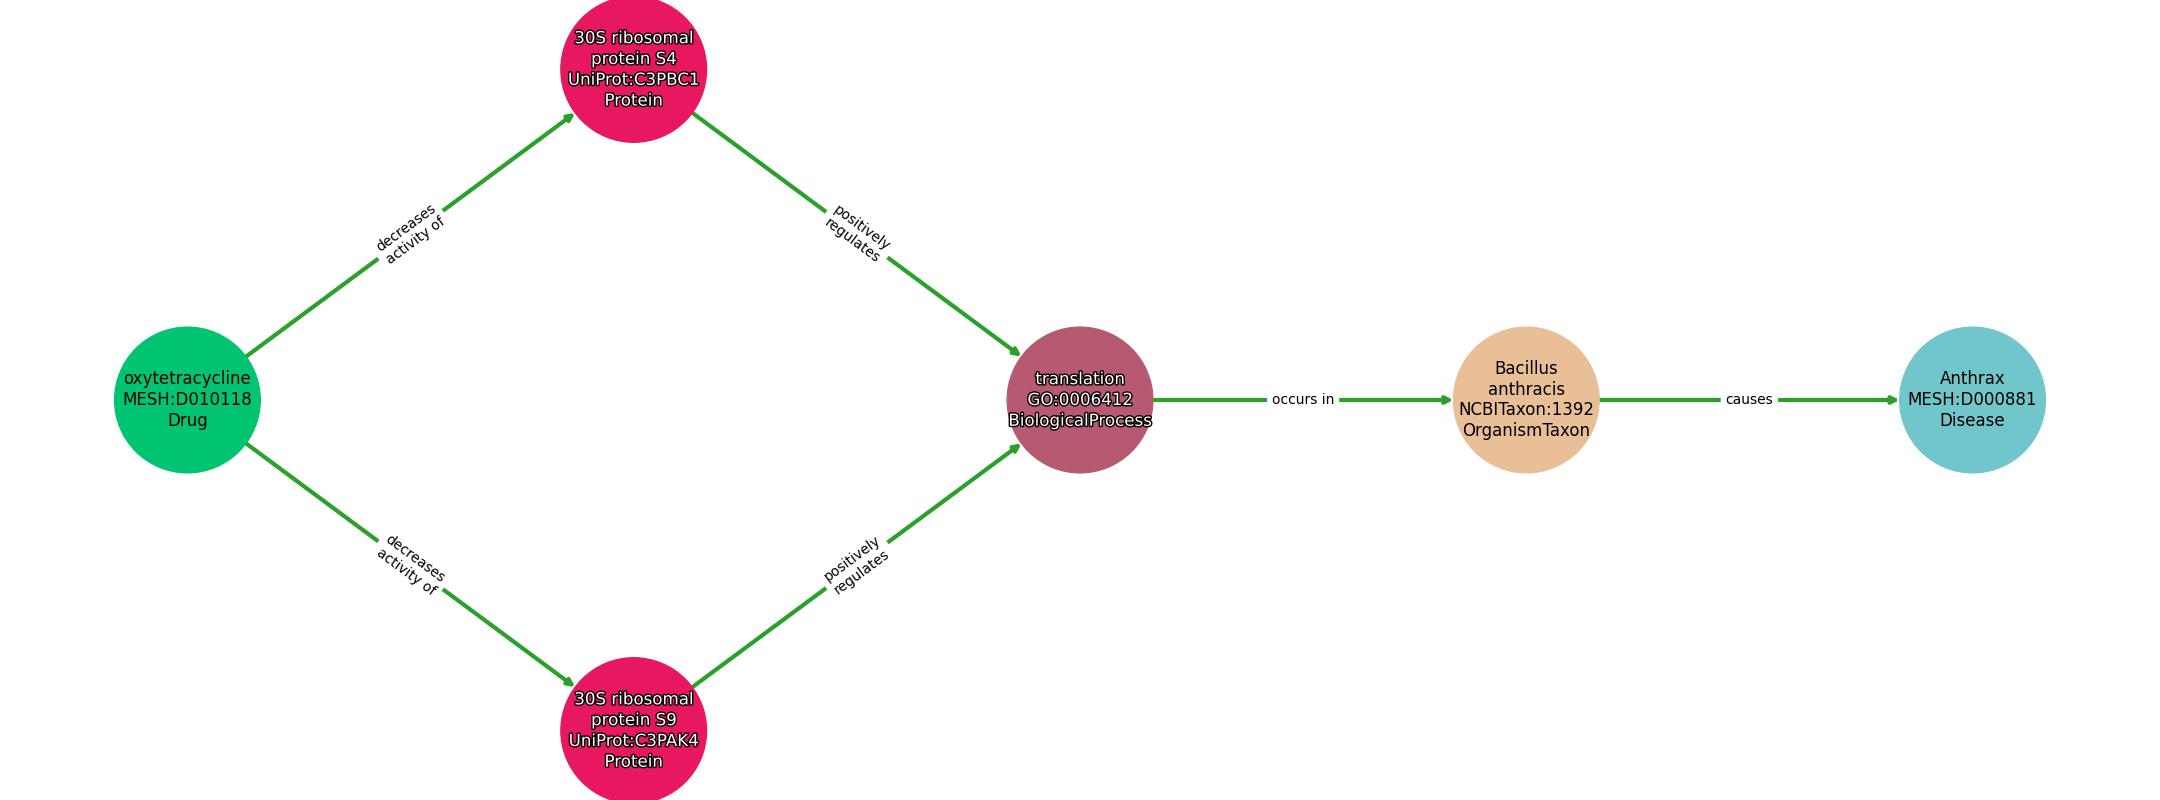 30S ribosomal
protein S4
UniProt:C3PBC1
Protein
decreases
activity of
positively
regulates
oxytetracycline
MESH:D010118
Drug
translation
GO:0006412
BiologicalProcess
occurs in
Bacillus
anthracis
NCBITaxon:1392
OrganismTaxon
causes
Anthrax
MESH:D000881
Disease
decreases
activity of
positively
regulates
30S ribosomal
protein S9
UniProt:C3PAK4
Protein